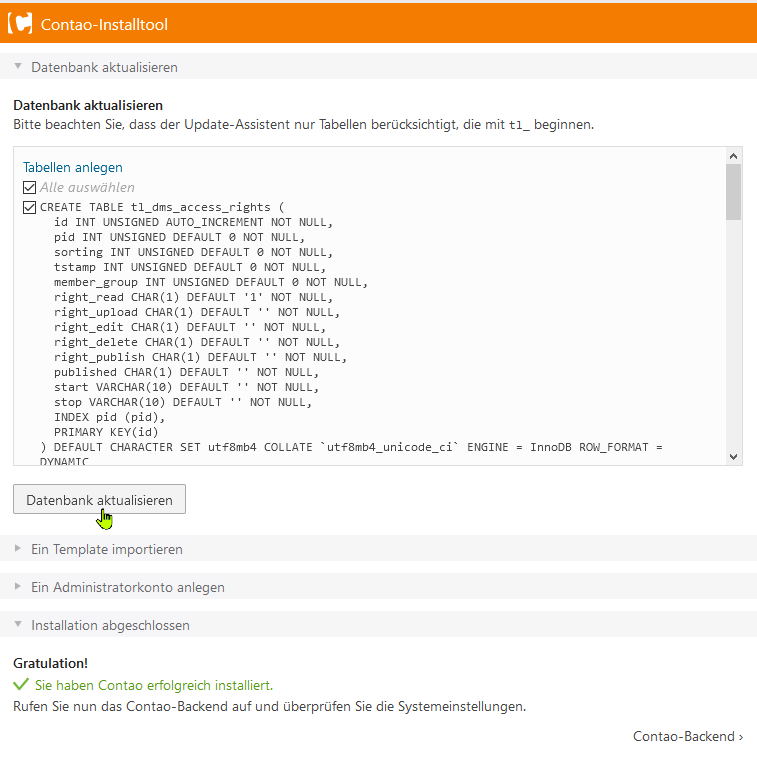 Contao-Installtool
Datenbank aktualisieren
Datenbank aktualisieren
Bitte beachten Sie, dass der Update-Assistent nur Tabellen berücksichtigt, die mit tl_ beginnen.
Tabellen anlegen
Alle auswählen
CREATE TABLE tl_dms_access_rights (
id INT UNSIGNED AUTO_INCREMENT NOT NULL,
pid INT UNSIGNED DEFAULT 0 NOT NULL,
sorting INT UNSIGNED DEFAULT 0 NOT NULL,
tstamp INT UNSIGNED DEFAULT 0 NOT NULL,
member_group INT UNSIGNED DEFAULT 0 NOT NULL,
right_read CHAR(1) DEFAULT '1' NOT NULL,
right_upload CHAR(1) DEFAULT '' NOT NULL,
right_edit CHAR(1) DEFAULT '' NOT NULL,
right_delete CHAR(1) DEFAULT '' NOT NULL,
right_publish CHAR(1) DEFAULT '' NOT NULL,
published CHAR(1) DEFAULT '' NOT NULL,
start VARCHAR(10) DEFAULT '' NOT NULL,
stop VARCHAR(10) DEFAULT '' NOT NULL,
INDEX pid (pid),
PRIMARY KEY(id)
) DEFAULT CHARACTER SET utf8mb4 COLLATE `utf8mb4_unicode_ci` ENGINE = InnoDB ROW_FORMAT =
DYNAMIC
Datenbank aktualisieren
Ein Template importieren
Ein Administratorkonto anlegen
Installation abgeschlossen
Gratulation!
Sie haben Contao erfolgreich installiert.
Rufen Sie nun das Contao-Backend auf und überprüfen Sie die Systemeinstellungen.
Contao-Backend ›